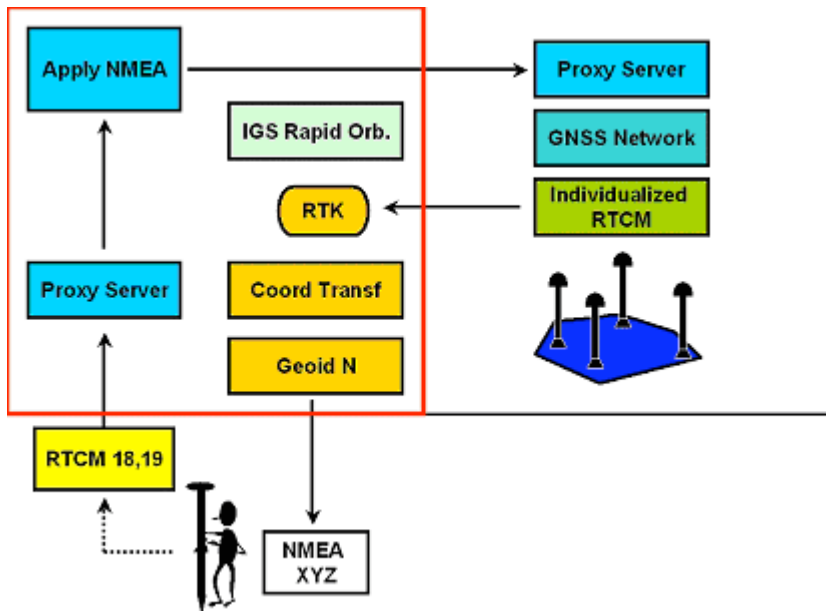 Apply NMEA
Proxy Server
IGS Rapid Orb.
GNSS Network
RTK
Individualized
RTCM
Proxy Server
Coord Transf
Geoid N
RTCM 18,19
NMEA
XYZ